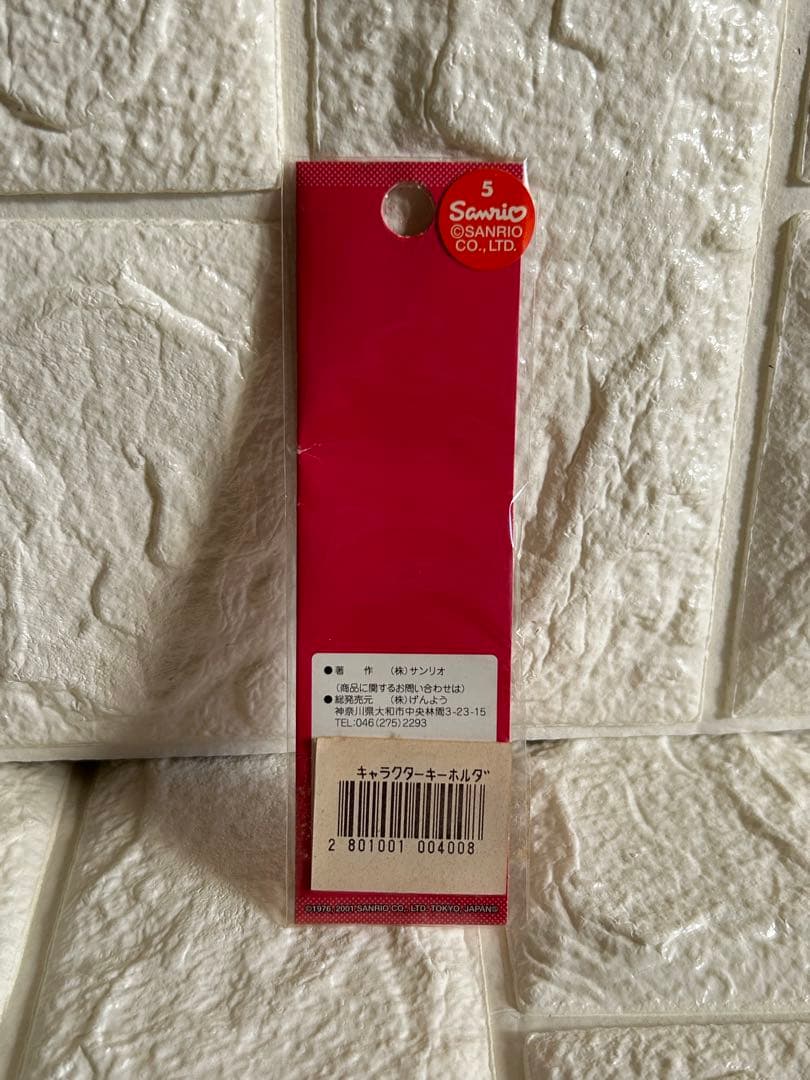 5
Sanrio
©SANRIO
CO., LTD.
●著　作　(株)サンリオ
(商品に関するお問い合わせは)
●総発売元　(株)げんよう
神奈川県大和市中央林間3-23-15
TEL:046(275)2293
キャラクターキーホルダ
2 801001 004008
©1976, 2001 SANRIO CO., LTD. TOKYO, JAPAN®